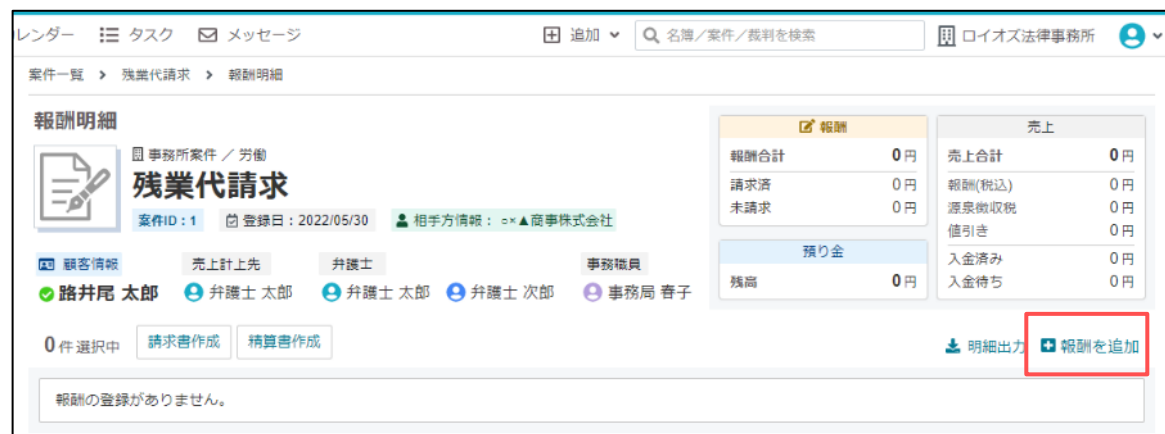 レンダー タスク メッセージ 追加 名簿／案件／裁判を検索 ロイオズ法律事務所
案件一覧 > 残業代請求 > 報酬明細
報酬明細
事務所案件 ／ 労働
残業代請求
案件ID：1 登録日：2022/05/30 相手方情報： ○×▲商事株式会社
顧客情報 売上計上先 弁護士 事務職員
路井尾 太郎 弁護士 太郎 弁護士 太郎 弁護士 次郎 事務局 春子
報酬
報酬合計 0円
請求済 0円
未請求 0円
預り金
残高 0円
売上
売上合計 0円
報酬(税込) 0円
源泉徴収税 0円
値引き 0円
入金済み 0円
入金待ち 0円
0件選択中 請求書作成 精算書作成 明細出力 報酬を追加
報酬の登録がありません。